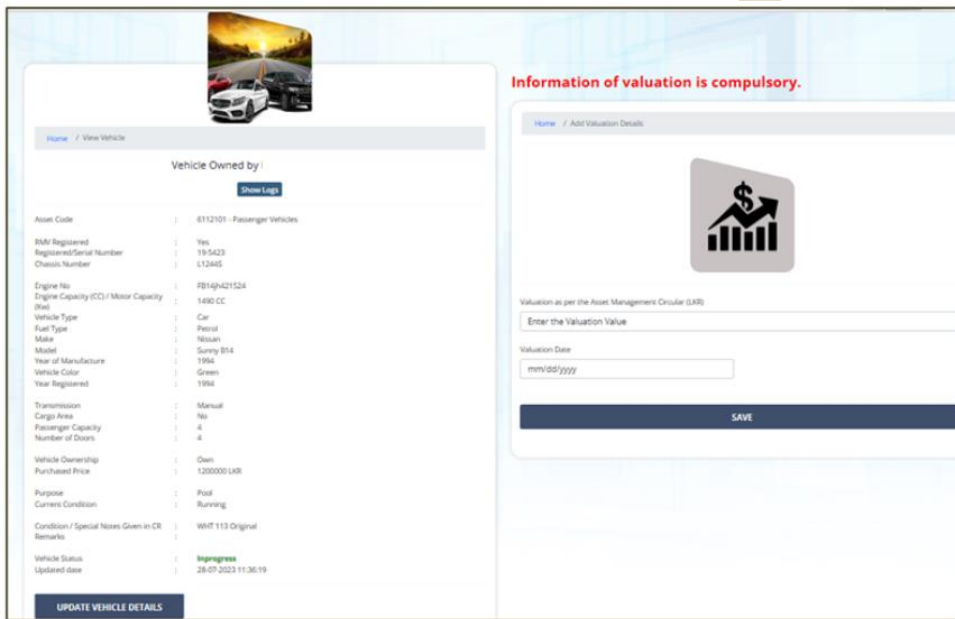 Home / View Vehicle
Vehicle Owned by
Show Logs
Asset Code : 6112101 - Passenger Vehicles
RMV Registered : Yes
Registered/Serial Number : 19-5423
Chassis Number : L1244S
Engine No : FB14jh421524
Engine Capacity (CC) / Motor Capacity (Kw) : 1490 CC
Vehicle Type : Car
Fuel Type : Petrol
Make : Nissan
Model : Sunny B14
Year of Manufacture : 1994
Vehicle Color : Green
Year Registered : 1994
Transmission : Manual
Cargo Area : No
Passenger Capacity : 4
Number of Doors : 4
Vehicle Ownership : Own
Purchased Price : 1200000 LKR
Purpose : Pool
Current Condition : Running
Condition / Special Notes Given in CR : WHT 113 Original
Remarks :
Vehicle Status : Inprogress
Updated date : 28-07-2023 11:36:19
UPDATE VEHICLE DETAILS
Information of valuation is compulsory.
Home / Add Valuation Details
$
Valuation as per the Asset Management Circular (LKR)
Enter the Valuation Value
Valuation Date
mm/dd/yyyy
SAVE